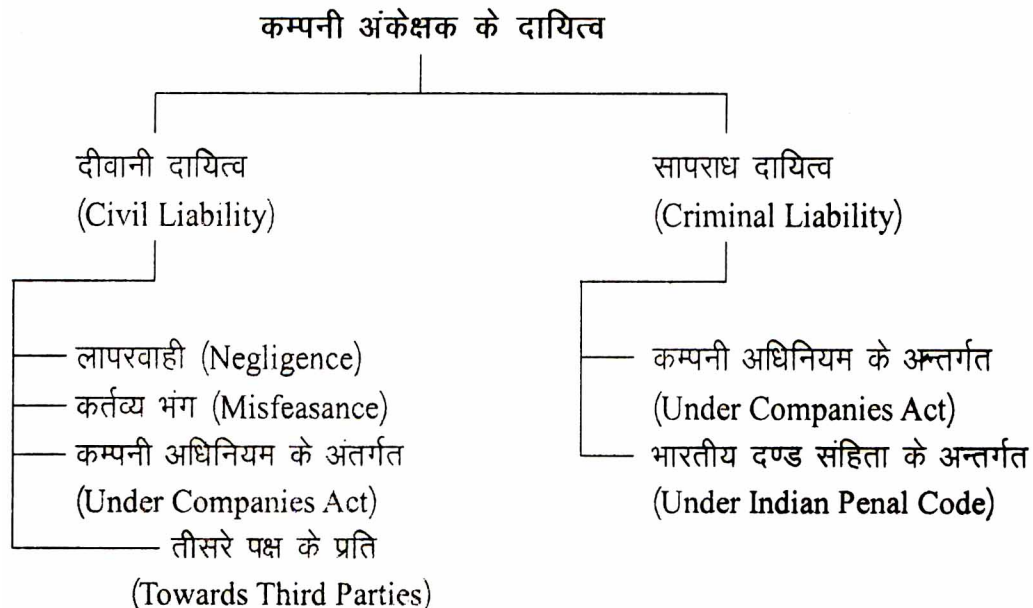 कम्पनी अंकेक्षक के दायित्व
दीवानी दायित्व
(Civil Liability)
लापरवाही (Negligence)
कर्तव्य भंग (Misfeasance)
कम्पनी अधिनियम के अंतर्गत
(Under Companies Act)
तीसरे पक्ष के प्रति
(Towards Third Parties)
सापराध दायित्व
(Criminal Liability)
कम्पनी अधिनियम के अन्तर्गत
(Under Companies Act)
भारतीय दण्ड संहिता के अन्तर्गत
(Under Indian Penal Code)